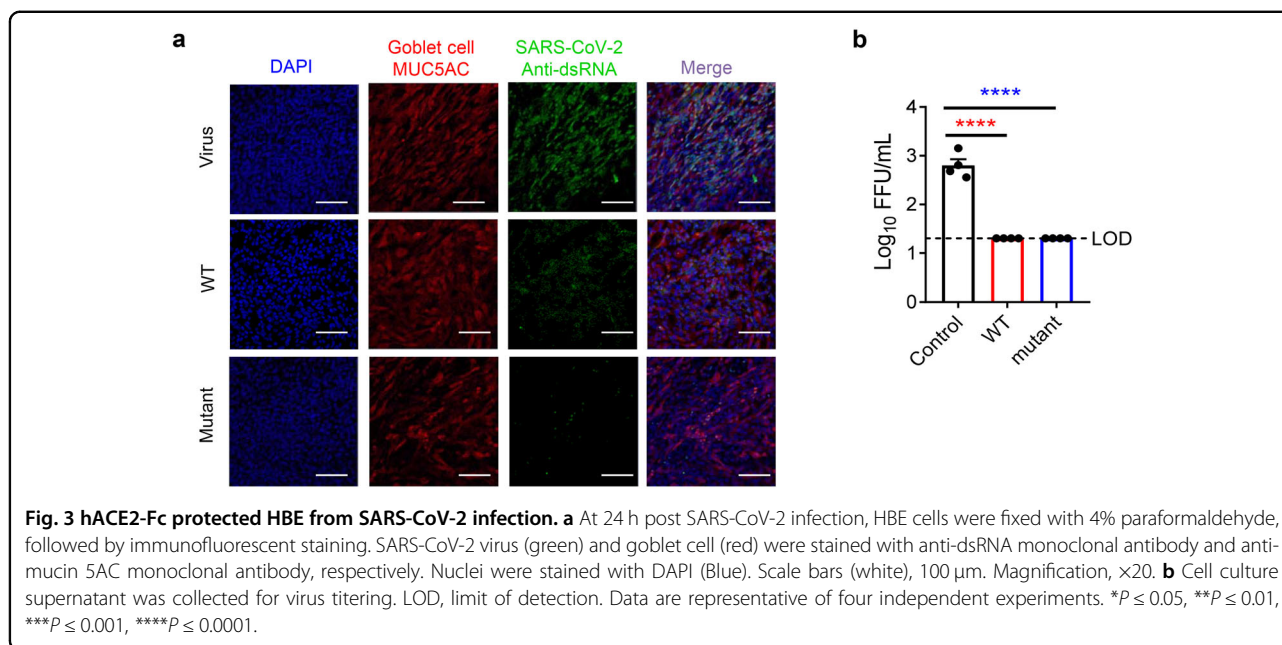 a
DAPI
Goblet cell
MUC5AC
SARS-CoV-2
Anti-dsRNA
Merge
Virus
WT
Mutant
b
****
****
Log10 FFU/mL
4
3
2
1
0
LOD
Control
WT
mutant
Fig. 3 hACE2-Fc protected HBE from SARS-CoV-2 infection. a At 24 h post SARS-CoV-2 infection, HBE cells were fixed with 4% paraformaldehyde,
followed by immunofluorescent staining. SARS-CoV-2 virus (green) and goblet cell (red) were stained with anti-dsRNA monoclonal antibody and anti-
mucin 5AC monoclonal antibody, respectively. Nuclei were stained with DAPI (Blue). Scale bars (white), 100 μm. Magnification, ×20. b Cell culture
supernatant was collected for virus titering. LOD, limit of detection. Data are representative of four independent experiments. *P ≤ 0.05, **P ≤ 0.01,
***P ≤ 0.001, ****P ≤ 0.0001.